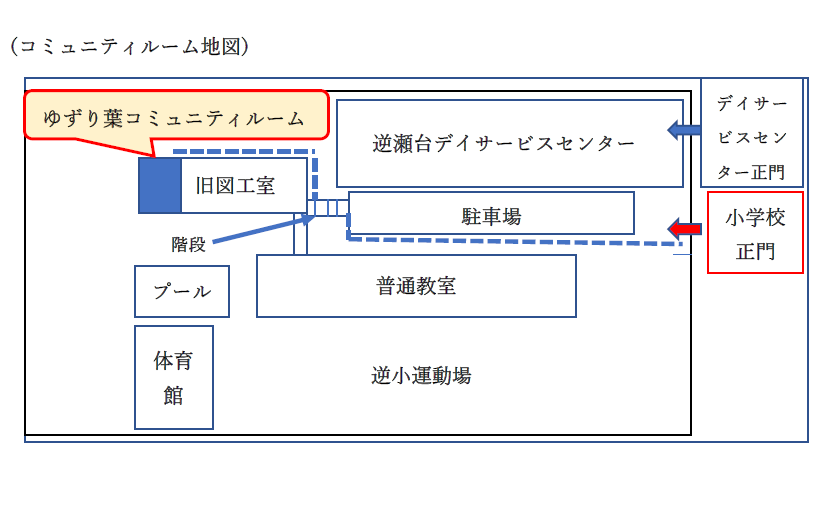 (コミュニティルーム地図)
ゆずり葉コミュニティルーム
逆瀬台デイサービスセンター
デイサー
ビスセン
ター正門
旧図工室
駐車場
小学校
正門
階段
プール
普通教室
体育
館
逆小運動場